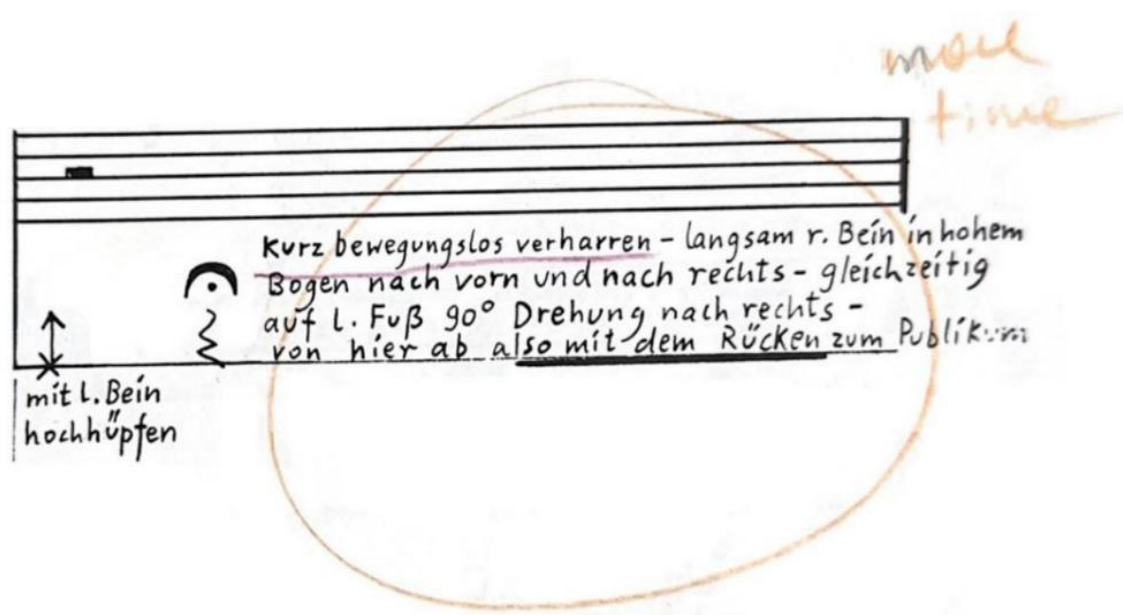 more
time
Kurz bewegungslos verharren - langsam r. Bein in hohem
Bogen nach vorn und nach rechts - gleichzeitig
auf l. Fuß 90° Drehung nach rechts -
von hier ab also mit dem Rücken zum Publikum
mit l. Bein
hochhüpfen